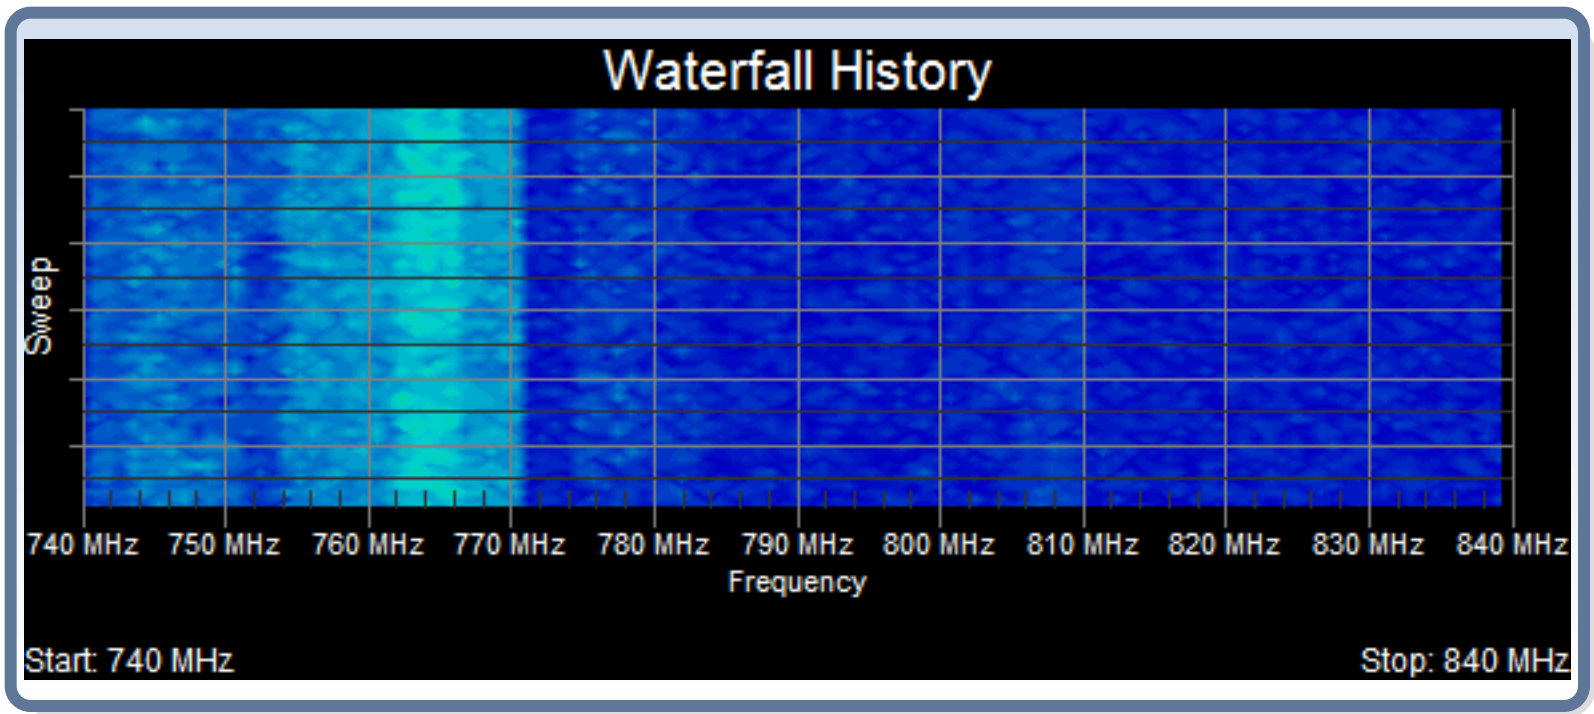 Waterfall History
Sweep
740 MHz 750 MHz 760 MHz 770 MHz 780 MHz 790 MHz 800 MHz 810 MHz 820 MHz 830 MHz 840 MHz
Frequency
Start: 740 MHz
Stop: 840 MHz